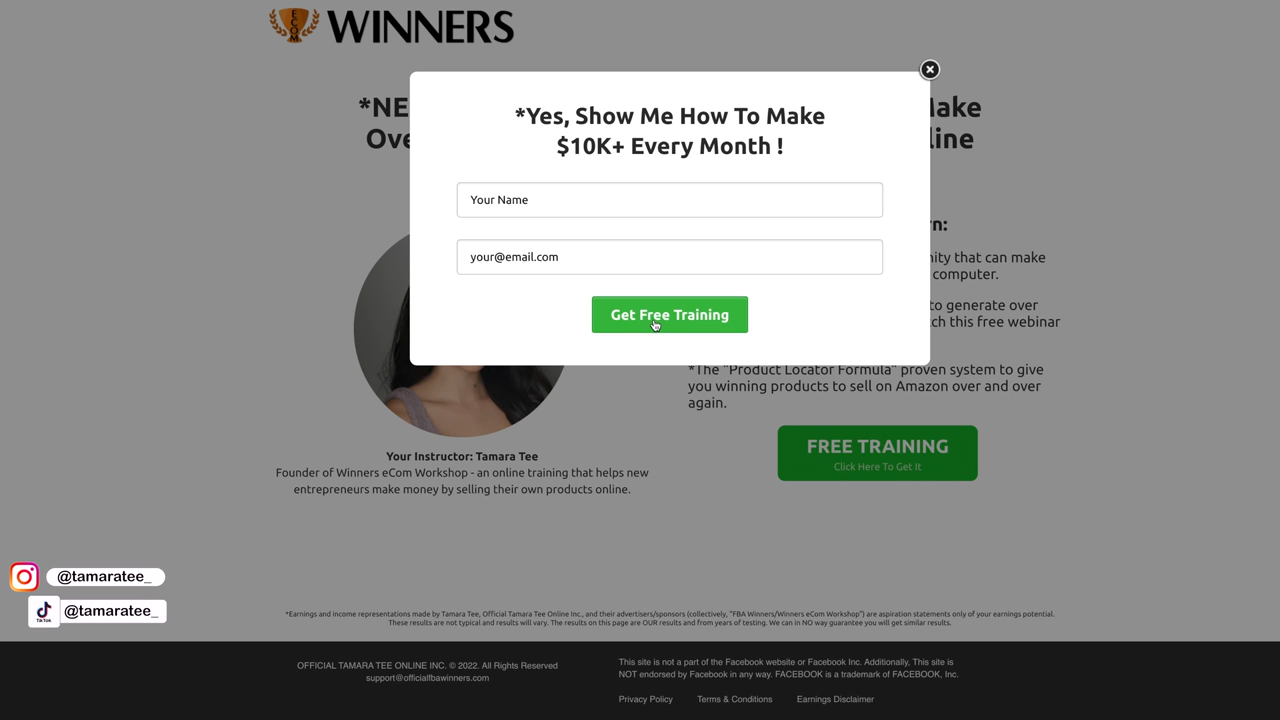 ECOM
WINNERS
*NE
Make
Ove
line
*Yes, Show Me How To Make
$10K+ Every Month !
Your Name
your@email.com
Get Free Training
rn:
nity that can make
computer.
to generate over
ch this free webinar
*The "Product Locator Formula" proven system to give
you winning products to sell on Amazon over and over
again.
FREE TRAINING
Click Here To Get It
Your Instructor: Tamara Tee
Founder of Winners eCom Workshop - an online training that helps new
entrepreneurs make money by selling their own products online.
@tamaratee_
TikTok
@tamaratee_
*Earnings and income representations made by Tamara Tee, Official Tamara Tee Online Inc., and their advertisers/sponsors (collectively, "FBA Winners/Winners eCom Workshop") are aspiration statements only of your earnings potential.
These results are not typical and results will vary. The results on this page are OUR results and from years of testing. We can in NO way guarantee you will get similar results.
OFFICIAL TAMARA TEE ONLINE INC. © 2022. All Rights Reserved
support@officialfbawinners.com
This site is not a part of the Facebook website or Facebook Inc. Additionally, This site is
NOT endorsed by Facebook in any way. FACEBOOK is a trademark of FACEBOOK, Inc.
Privacy Policy Terms & Conditions Earnings Disclaimer